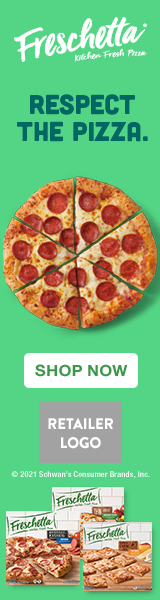 Freschetta®
Kitchen Fresh Pizza
RESPECT
THE PIZZA.
SHOP NOW
RETAILER
LOGO
© 2021 Schwan's Consumer Brands, Inc.
Freschetta
Freschetta
Freschetta